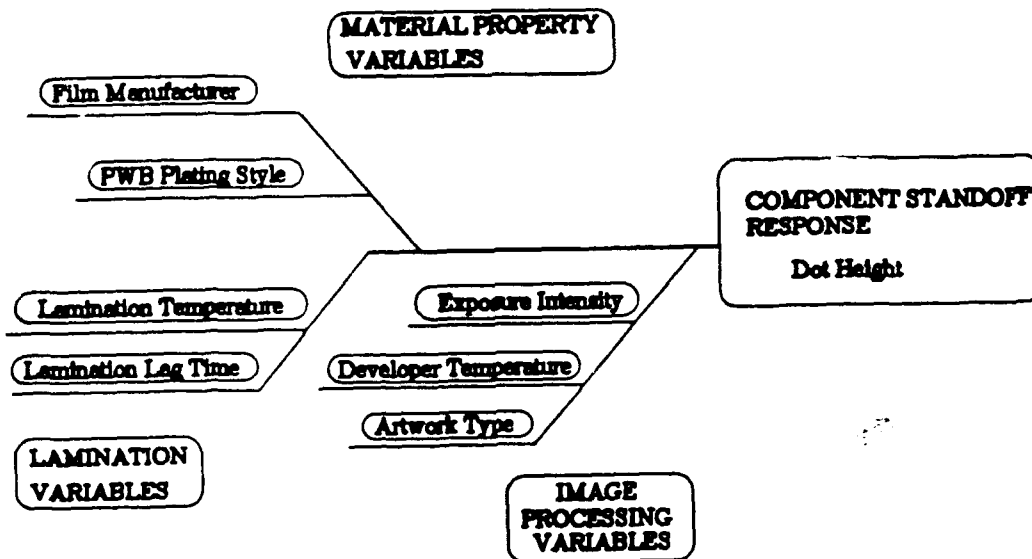 MATERIAL PROPERTY
VARIABLES
Film Manufacturer
PWB Plating Style
COMPONENT STANDOFF
RESPONSE
Dot Height
Lamination Temperature
Lamination Lag Time
Exposure Intensity
Developer Temperature
Artwork Type
LAMINATION
VARIABLES
IMAGE
PROCESSING
VARIABLES